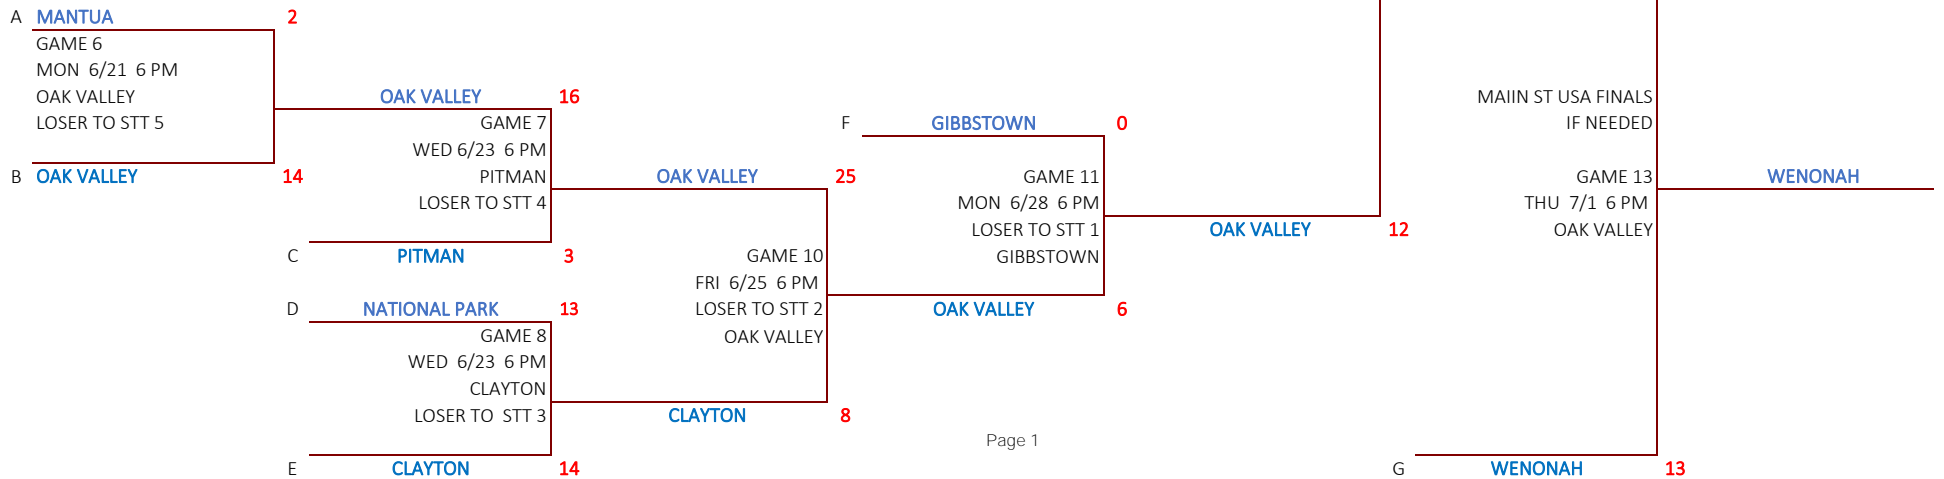 A MANTUA 2
GAME 6
MON 6/21 6 PM
OAK VALLEY
LOSER TO STT 5
B OAK VALLEY 14
OAK VALLEY 16
GAME 7
WED 6/23 6 PM
PITMAN
LOSER TO STT 4
C PITMAN 3
D NATIONAL PARK 13
GAME 8
WED 6/23 6 PM
CLAYTON
LOSER TO STT 3
E CLAYTON 14
OAK VALLEY 25
GAME 10
FRI 6/25 6 PM
LOSER TO STT 2
OAK VALLEY
CLAYTON 8
F GIBBSTOWN 0
GAME 11
MON 6/28 6 PM
LOSER TO STT 1
GIBBSTOWN
OAK VALLEY 6
OAK VALLEY 12
MAIIN ST USA FINALS
IF NEEDED
GAME 13
THU 7/1 6 PM
OAK VALLEY
G WENONAH 13
WENONAH
Page 1